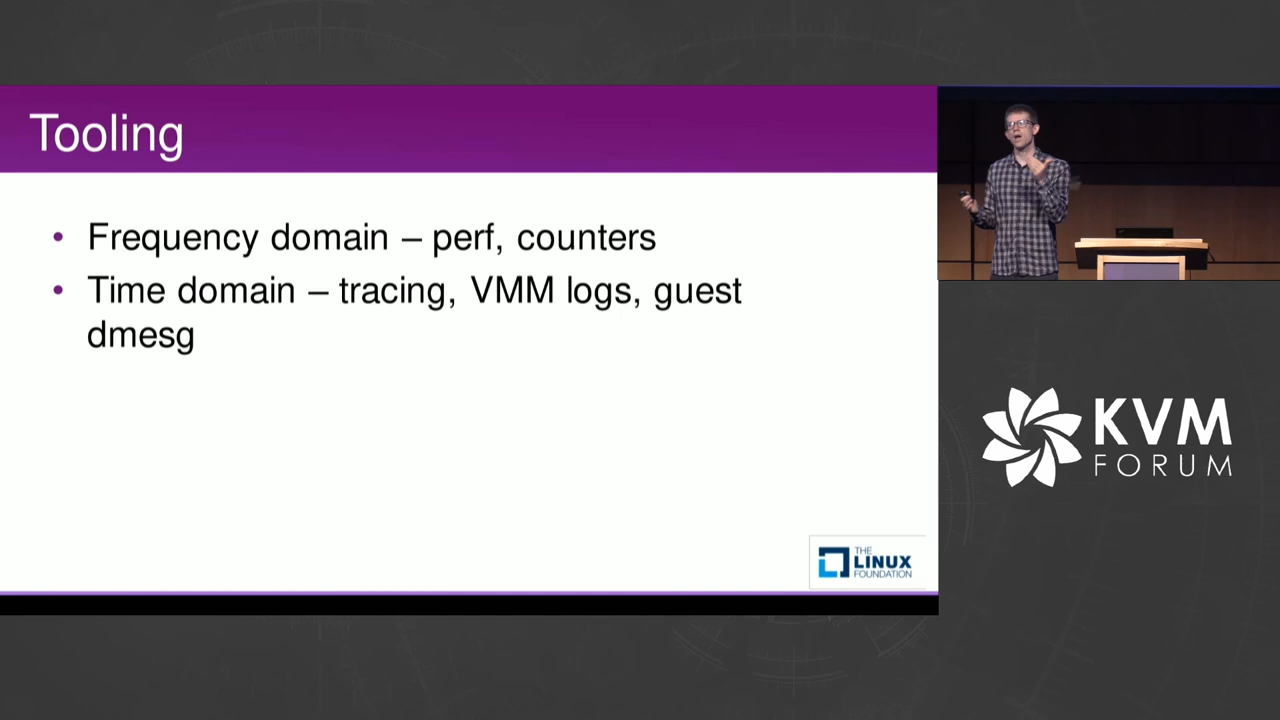 Tooling
• Frequency domain – perf, counters
• Time domain – tracing, VMM logs, guest
dmesg
THE
LINUX
FOUNDATION
KVM
FORUM